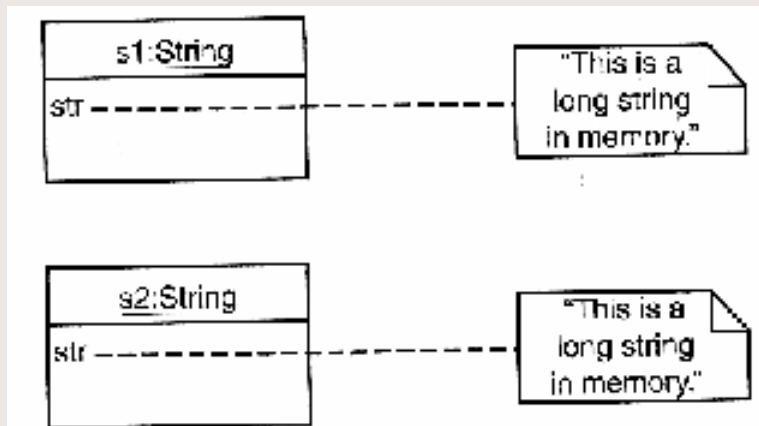 s1:String
str
"This is a
long string
in memory."
s2:String
str
"This is a
long string
in memory."